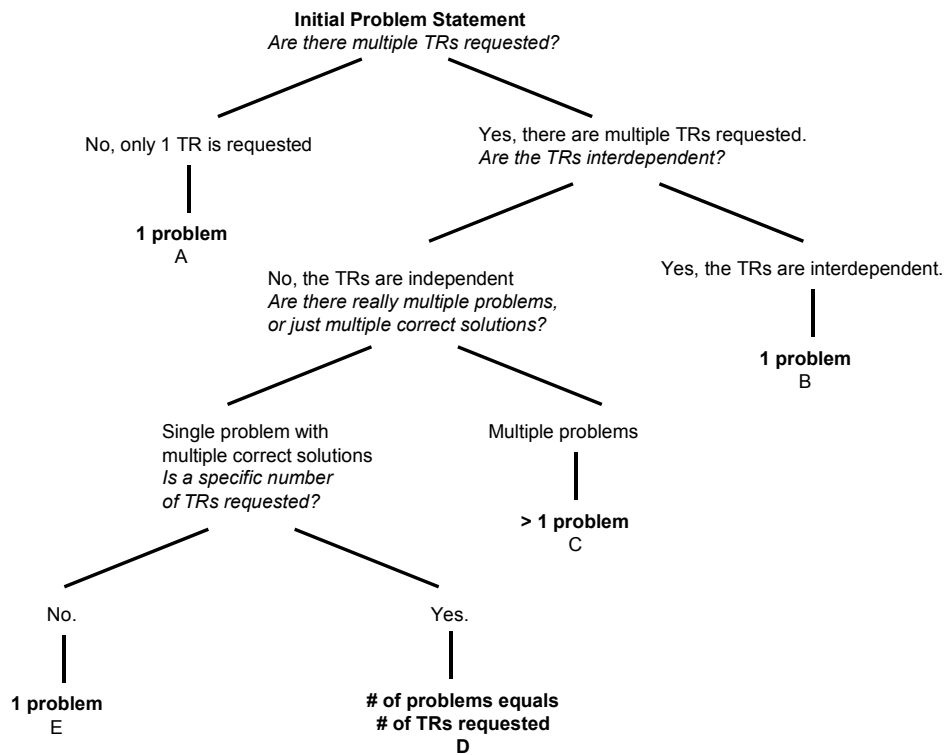 Initial Problem Statement
Are there multiple TRs requested?
No, only 1 TR is requested
1 problem
A
Yes, there are multiple TRs requested.
Are the TRs interdependent?
No, the TRs are independent
Are there really multiple problems,
or just multiple correct solutions?
Yes, the TRs are interdependent.
1 problem
B
Single problem with
multiple correct solutions
Is a specific number
of TRs requested?
Multiple problems
> 1 problem
C
No.
1 problem
E
Yes.
# of problems equals
# of TRs requested
D